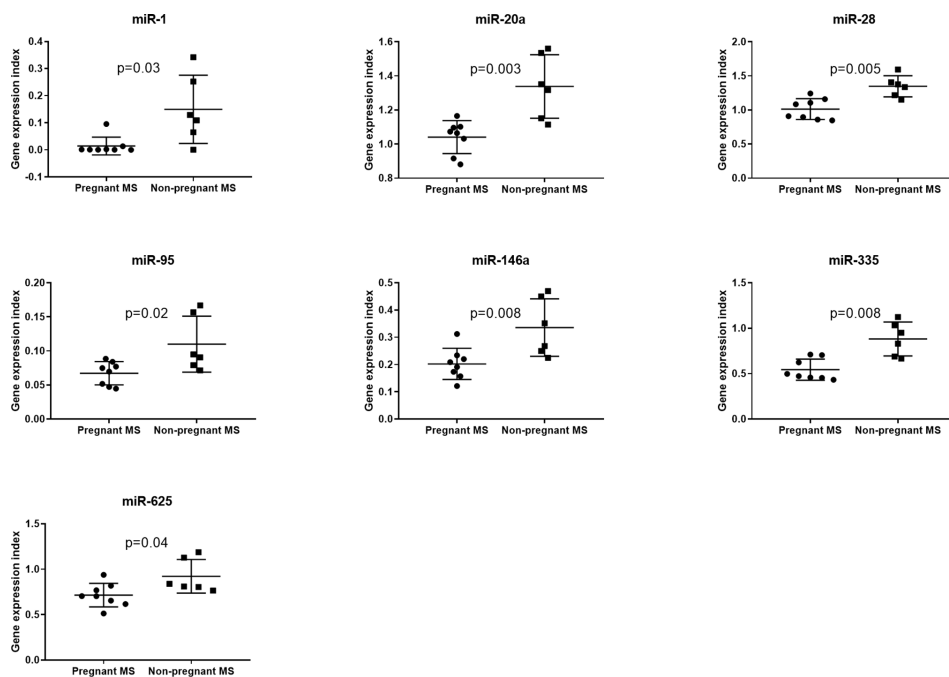 miR-1
Gene expression index
0.4
0.3
0.2
0.1
0.0
-0.1
p=0.03
Pregnant MS
Non-pregnant MS
miR-20a
Gene expression index
1.6
1.4
1.2
1.0
0.8
p=0.003
Pregnant MS
Non-pregnant MS
miR-28
Gene expression index
2.0
1.5
1.0
0.5
0.0
p=0.005
Pregnant MS
Non-pregnant MS
miR-95
Gene expression index
0.20
0.15
0.10
0.05
0.00
p=0.02
Pregnant MS
Non-pregnant MS
miR-146a
Gene expression index
0.5
0.4
0.3
0.2
0.1
0.0
p=0.008
Pregnant MS
Non-pregnant MS
miR-335
Gene expression index
1.5
1.0
0.5
0.0
p=0.008
Pregnant MS
Non-pregnant MS
miR-625
Gene expression index
1.5
1.0
0.5
0.0
p=0.04
Pregnant MS
Non-pregnant MS